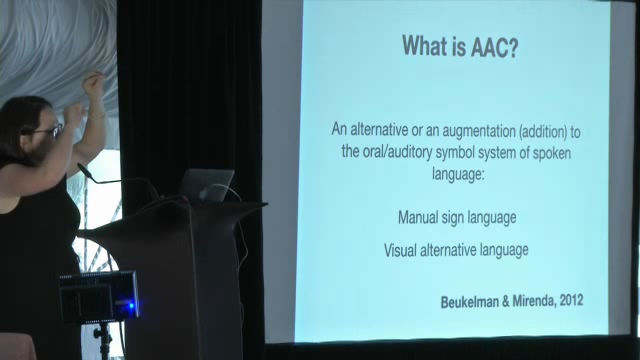 What is AAC?
An alternative or an augmentation (addition) to
the oral/auditory symbol system of spoken
language:
Manual sign language
Visual alternative language
Beukelman & Mirenda, 2012